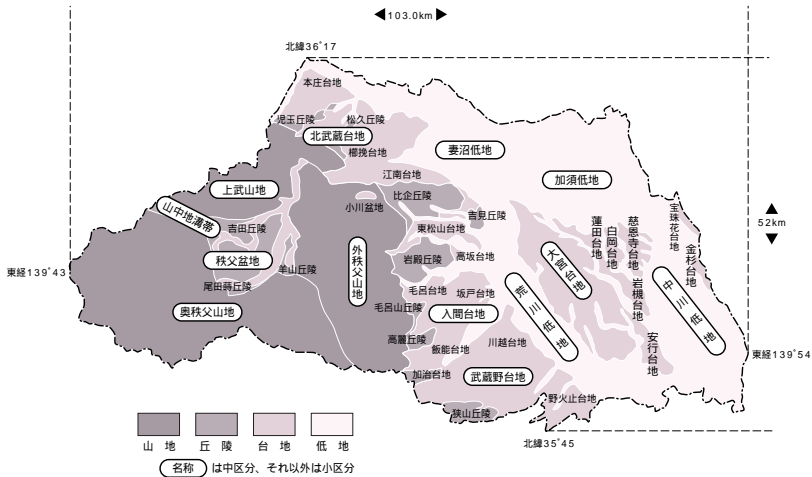 103.0km
北緯36°17
本庄台地
児玉丘陵
松久丘陵
北武蔵台地
櫛挽台地
妻沼低地
江南台地
加須低地
上武山地
山中地溝帯
小川盆地
比企丘陵
吉見丘陵
宝珠花台地
52km
吉田丘陵
東松山台地
蓮田台地
白岡台地
慈恩寺台地
金杉台地
秩父盆地
羊山丘陵
外秩父山地
岩殿丘陵
高坂台地
大宮台地
岩槻台地
中川低地
東経139°43
尾田蒔丘陵
奥秩父山地
毛呂台地
坂戸台地
荒川低地
毛呂山丘陵
入間台地
安行台地
高麗丘陵
飯能台地
川越台地
東経139°54
加治台地
武蔵野台地
野火止台地
狭山丘陵
北緯35°45
山 地
丘 陵
台 地
低 地
名称 は中区分、それ以外は小区分